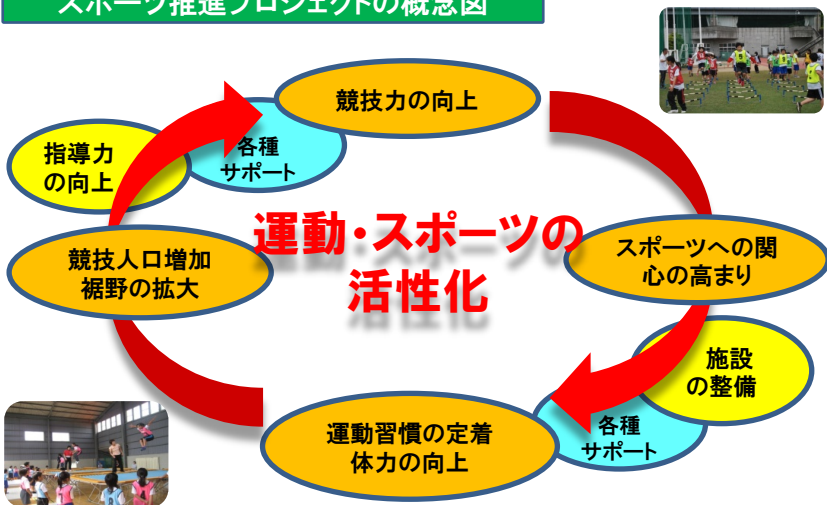 スポーツ推進プロジェクトの概念図
競技力の向上
各種
サポート
指導力
の向上
運動・スポーツの
活性化
競技人口増加
裾野の拡大
スポーツへの関
心の高まり
施設
の整備
各種
サポート
運動習慣の定着
体力の向上